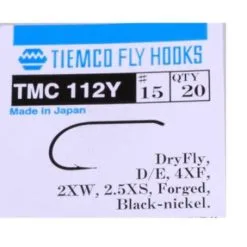 TIEMCO FLY HOOKS
TMC 112Y
# 15
QTY 20
Made in Japan
DryFly,
D/E, 4XF,
2XW, 2.5XS, Forged,
Black-nickel.